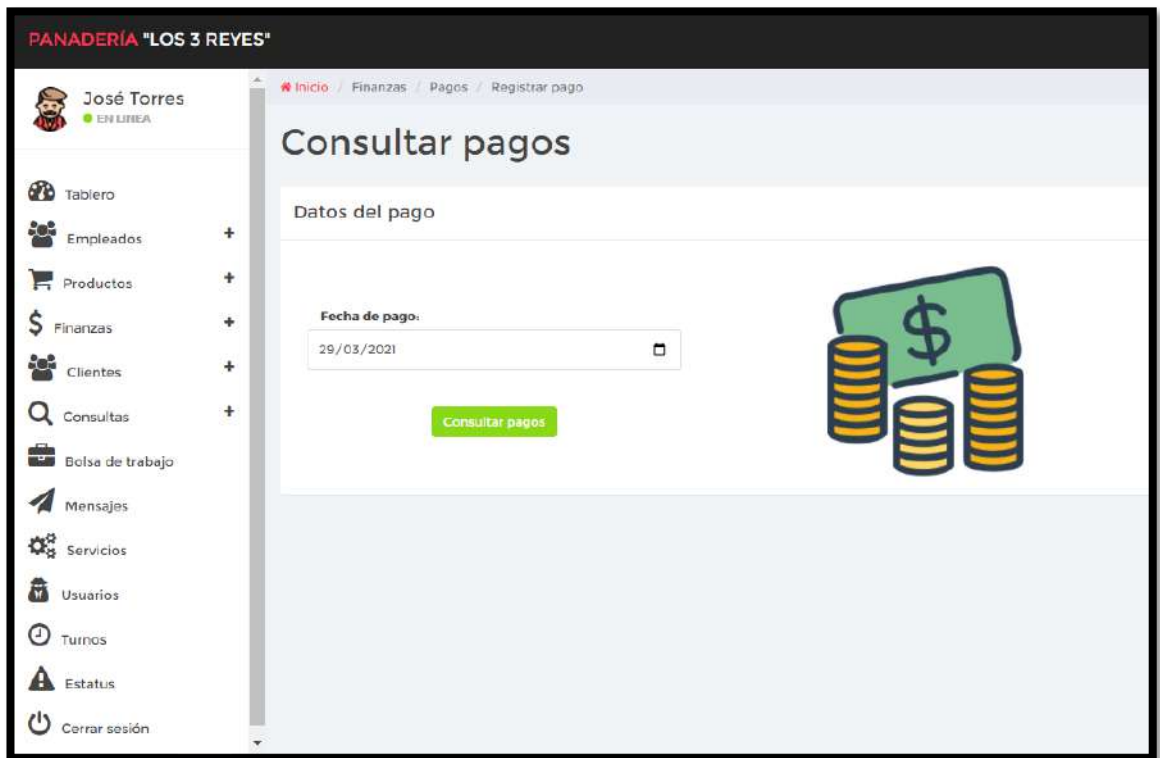 PANADERÍA "LOS 3 REYES"
José Torres
EN LINEA
Tablero
Empleados +
Productos +
Finanzas +
Clientes +
Consultas +
Bolsa de trabajo
Mensajes
Servicios
Usuarios
Turnos
Estatus
Cerrar sesión
Inicio / Finanzas / Pagos / Registrar pago
Consultar pagos
Datos del pago
Fecha de pago:
29/03/2021
Consultar pagos
$